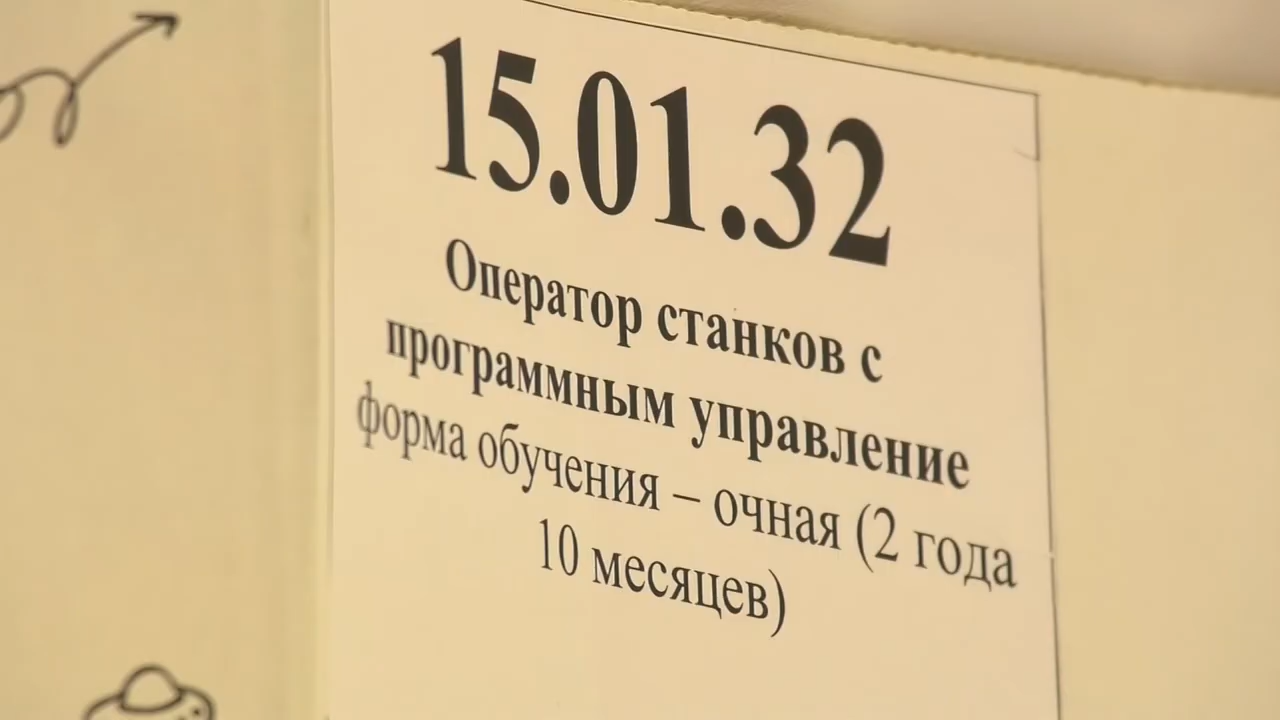 15.01.32
Оператор станков с
программным управление
форма обучения – очная (2 года
10 месяцев)